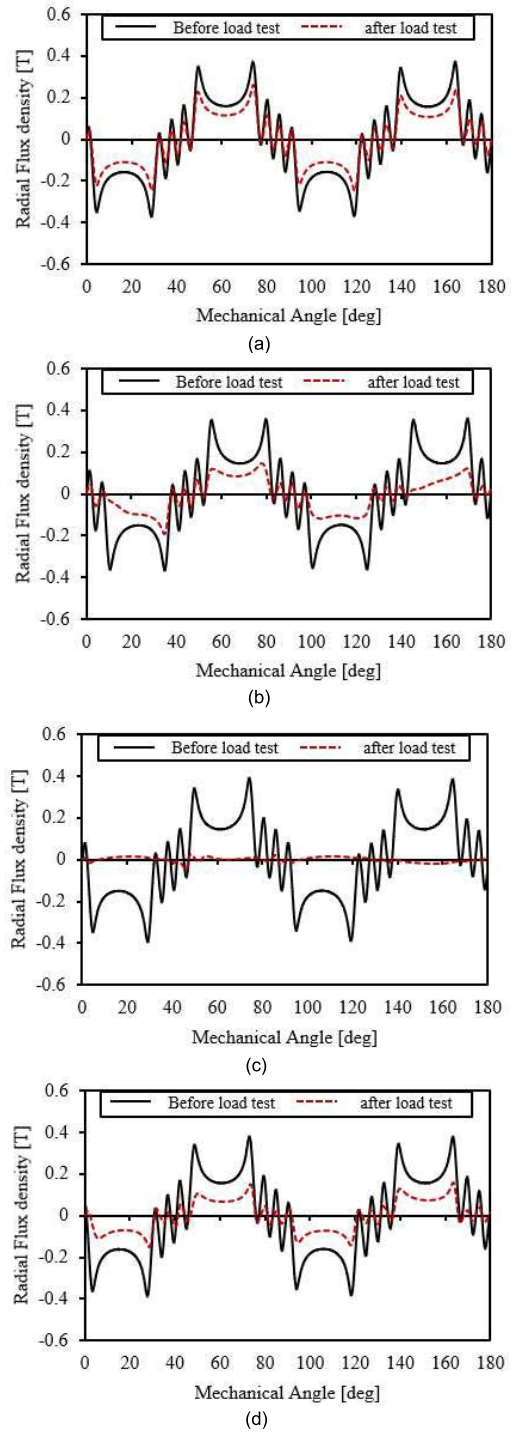 Before load test after load test
Radial Flux density [T]
0.6
0.4
0.2
0
-0.2
-0.4
-0.6
0 20 40 60 80 100 120 140 160 180
Mechanical Angle [deg]
(a)
Before load test after load test
Radial Flux density [T]
0.6
0.4
0.2
0
-0.2
-0.4
-0.6
0 20 40 60 80 100 120 140 160 180
Mechanical Angle [deg]
(b)
Before load test after load test
Radial Flux density [T]
0.6
0.4
0.2
0
-0.2
-0.4
-0.6
0 20 40 60 80 100 120 140 160 180
Mechanical Angle [deg]
(c)
Before load test after load test
Radial Flux density [T]
0.6
0.4
0.2
0
-0.2
-0.4
-0.6
0 20 40 60 80 100 120 140 160 180
Mechanical Angle [deg]
(d)